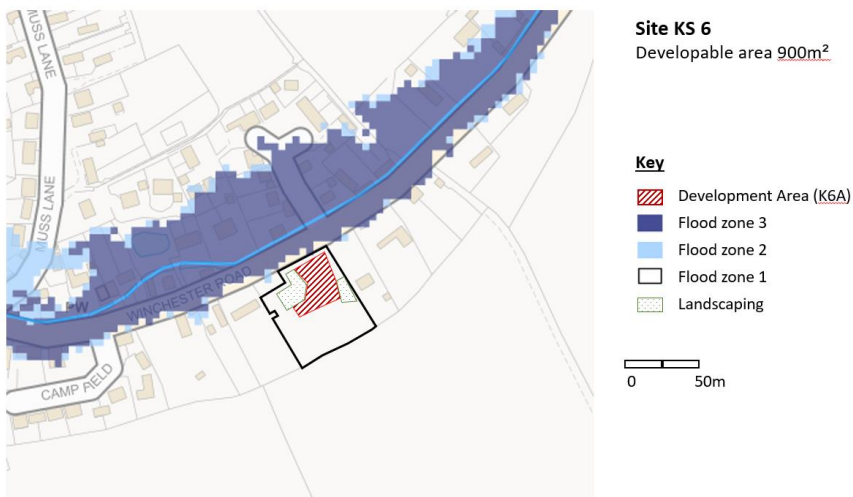 MUSS LANE
MUSS LANE
PW
WINCHESTER ROAD
CAMP FIELD
Site KS 6
Developable area 900m²
Key
Development Area (K6A)
Flood zone 3
Flood zone 2
Flood zone 1
Landscaping
0 50m